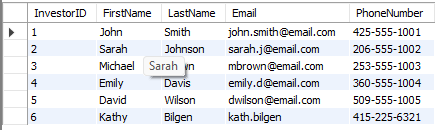 InvestorID FirstName LastName Email PhoneNumber
1 John Smith john.smith@email.com 425-555-1001
2 Sarah Johnson sarah.j@email.com 206-555-1002
3 Michael mbrown@email.com 253-555-1003
Sarah
4 Emily Davis emily.d@email.com 360-555-1004
5 David Wilson dwilson@email.com 509-555-1005
6 Kathy Bilgen kath.bilgen 415-225-6321